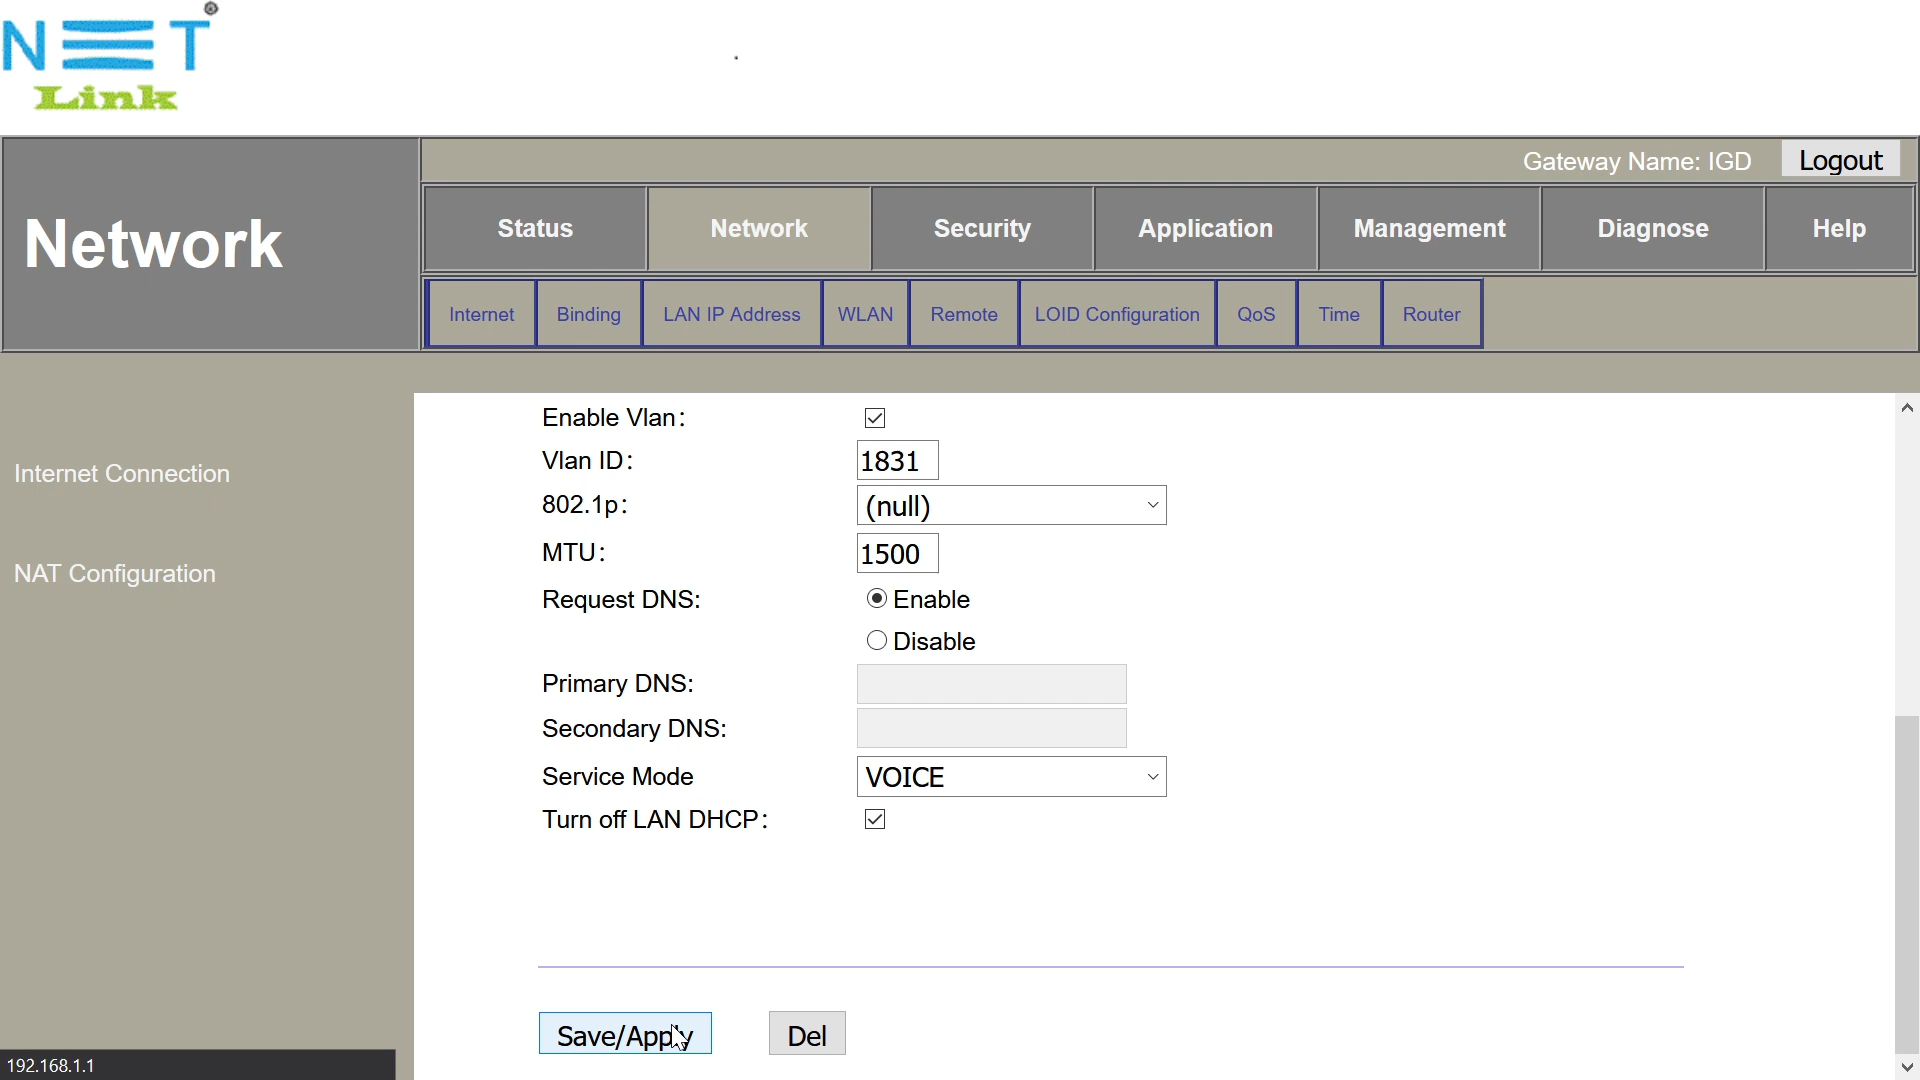 NET
Link
Gateway Name: IGD Logout
Network
Status Network Security Application Management Diagnose Help
Internet Binding LAN IP Address WLAN Remote LOID Configuration QoS Time Router
Internet Connection
NAT Configuration
Enable Vlan:
Vlan ID: 1831
802.1p: (null)
MTU: 1500
Request DNS: Enable
Disable
Primary DNS:
Secondary DNS:
Service Mode VOICE
Turn off LAN DHCP:
Save/Apply Del
192.168.1.1